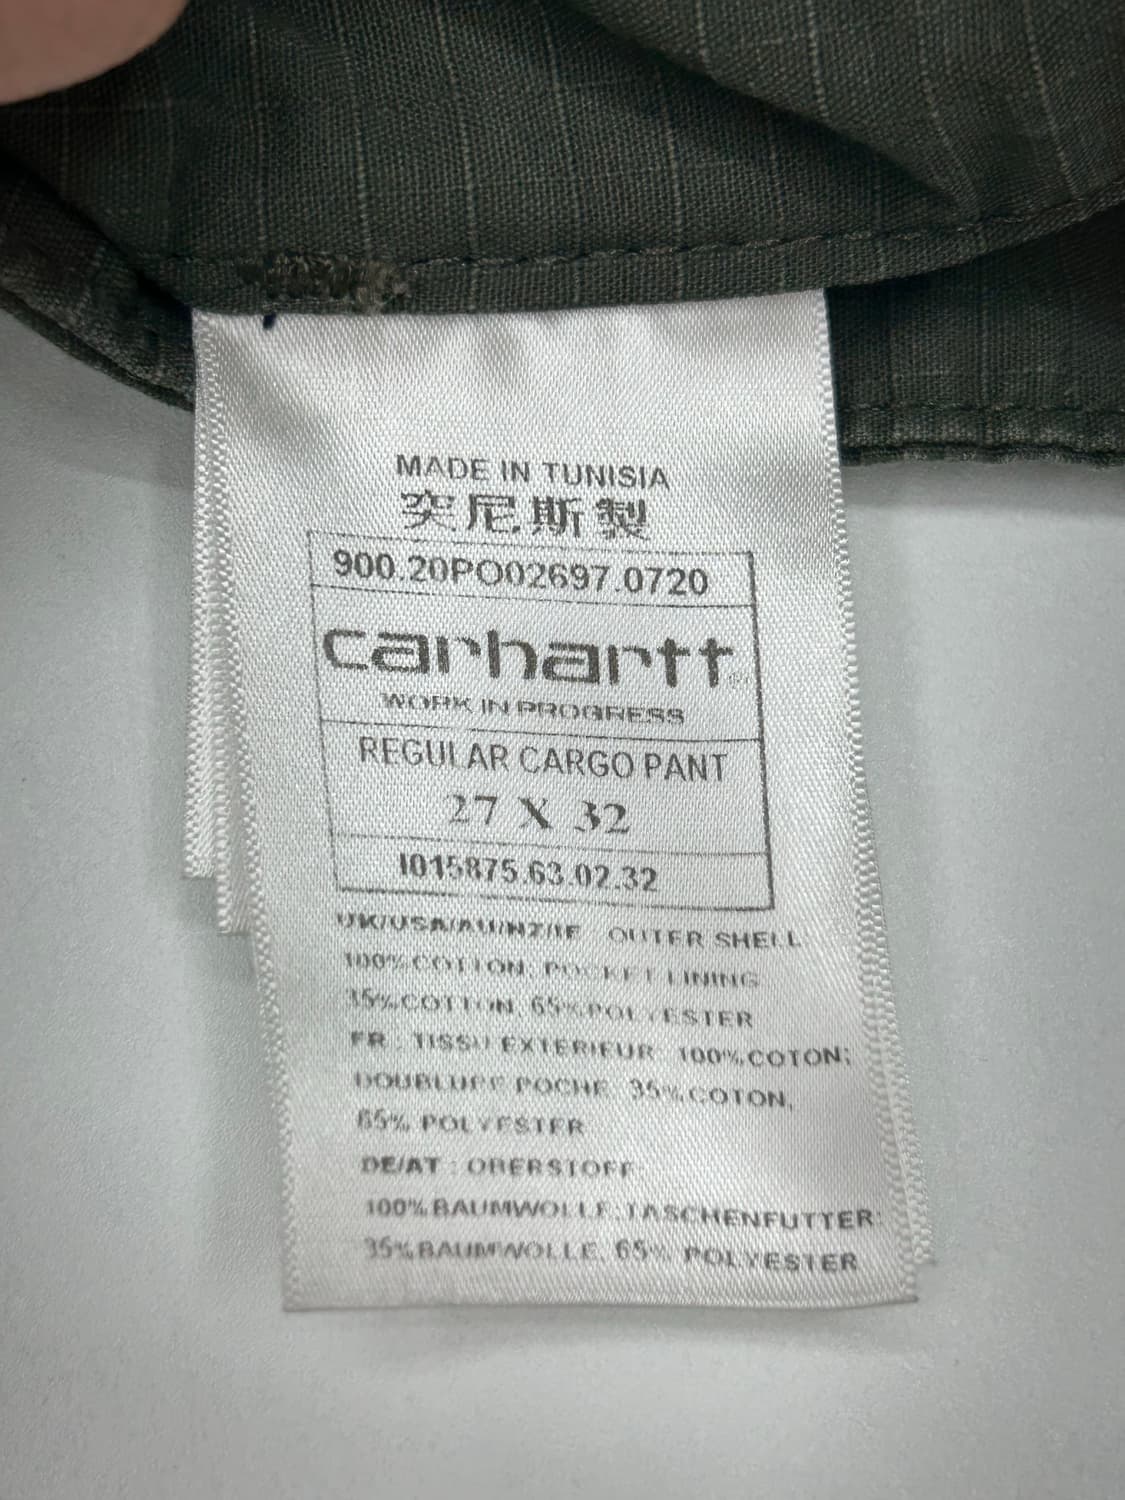 MADE IN TUNISIA
突尼斯製
900.20PO02697.0720
carhartt®
WORK IN PROGRESS
REGULAR CARGO PANT
27 X 32
I015875.63.02.32
UK/USA/AU/NZ/IE OUTER SHELL
100% COTTON; POCKET LINING
35% COTTON, 65% POLYESTER
FR : TISSU EXTERIEUR: 100% COTON;
DOUBLURE POCHE: 35% COTON,
65% POLYESTER
DE/AT : OBERSTOFF:
100% BAUMWOLLE; TASCHENFUTTER:
35% BAUMWOLLE, 65% POLYESTER